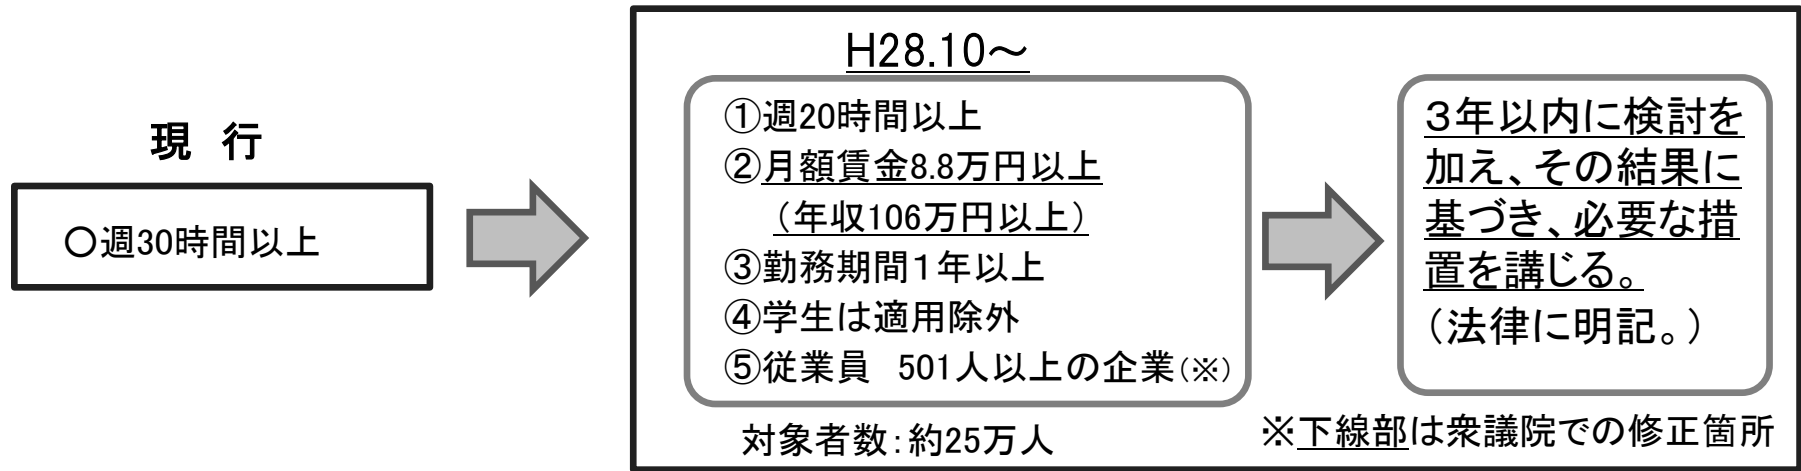 現 行
○週30時間以上
H28.10～
①週20時間以上
②月額賃金8.8万円以上
（年収106万円以上）
③勤務期間１年以上
④学生は適用除外
⑤従業員 501人以上の企業（※）
対象者数：約25万人
３年以内に検討を
加え、その結果に
基づき、必要な措
置を講じる。
（法律に明記。）
※下線部は衆議院での修正箇所